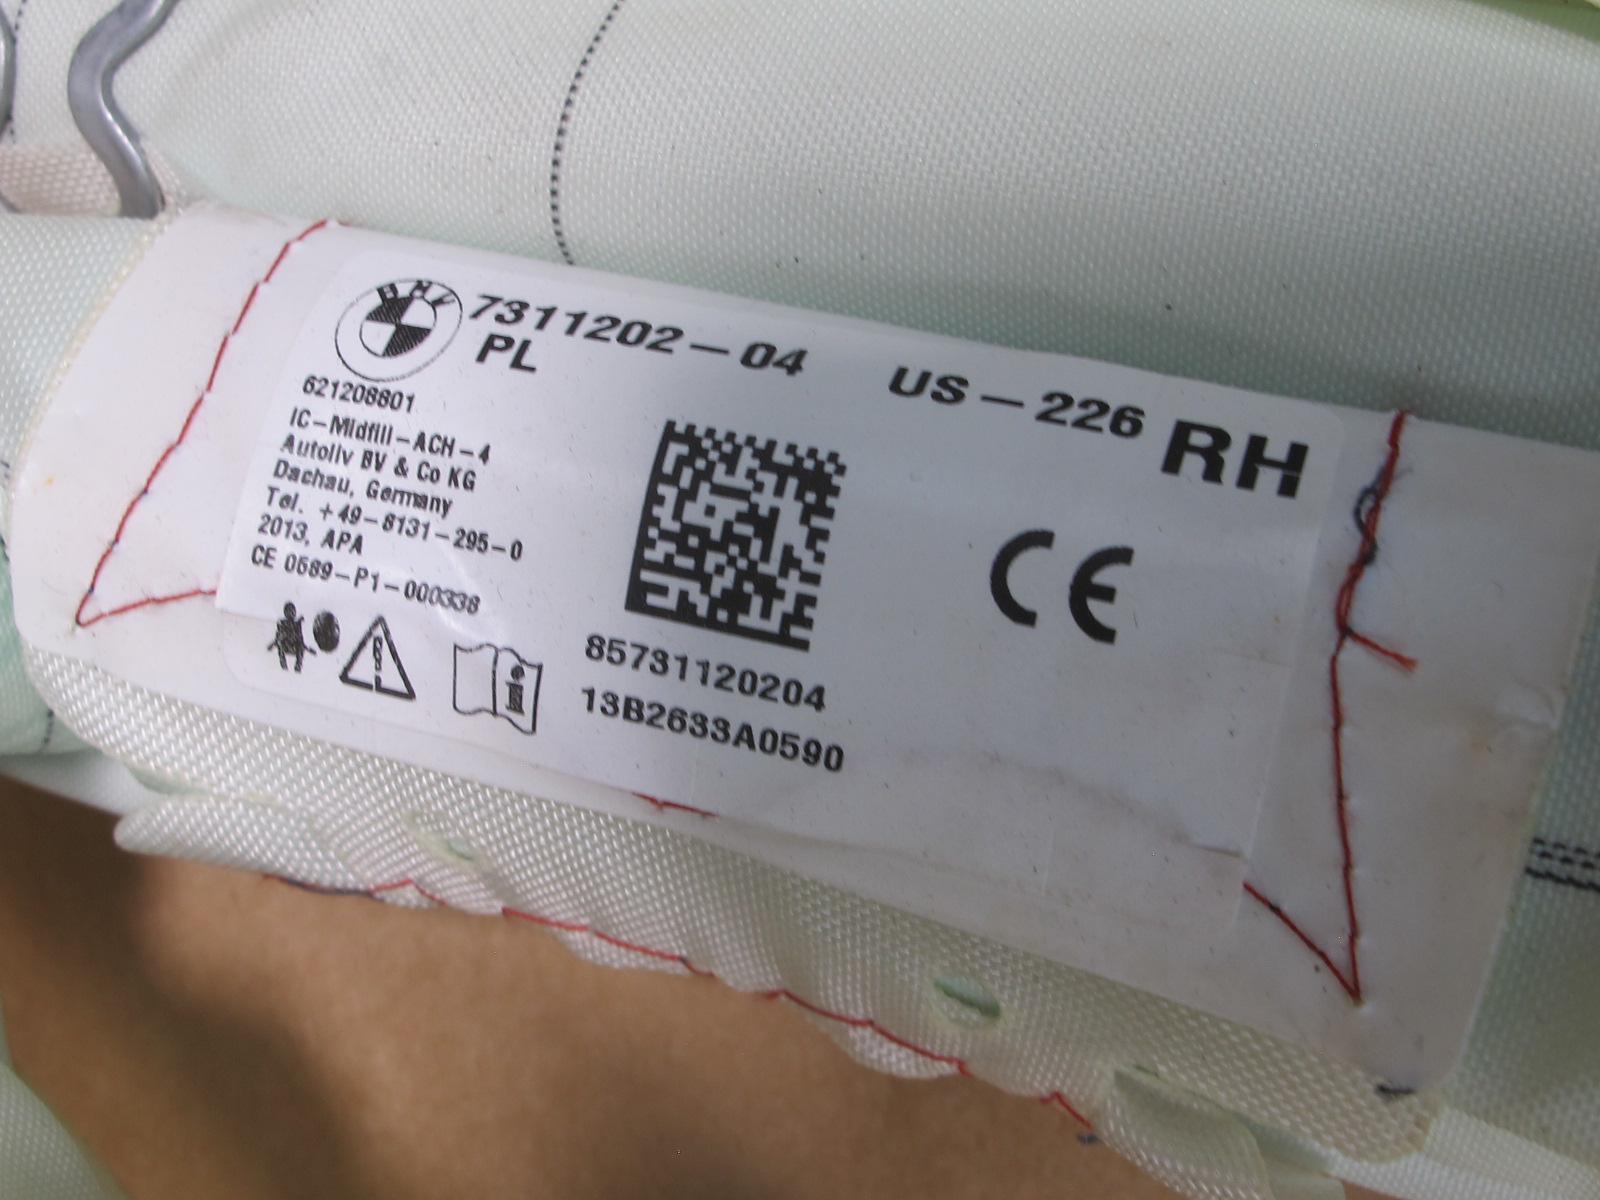 BMW 7311202-04 US-226 RH
PL
621208801
IC-Midfill-ACH-4
Autoliv BV & Co KG
Dachau, Germany
Tel. +49-8131-295-0
2013, APA
CE 0589-P1-000338
CE
85731120204
13B2633A0590